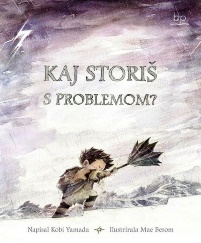 KAJ STORIŠ
S PROBLEMOM?
Napisal Kobi Yamada Ilustrirala Mae Besom